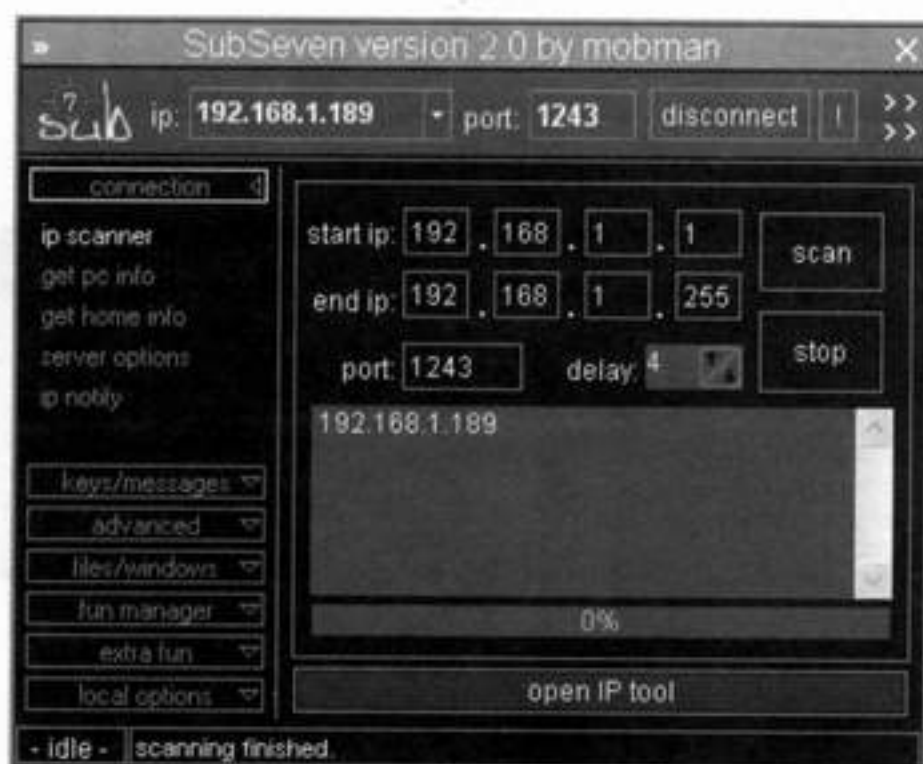 SubSeven version 2.0 by mobman
sub 7 ip: 192.168.1.189 port: 1243 disconnect !
connection
ip scanner
get pc info
get home info
server options
ip notify
keys/messages
advanced
files/windows
fun manager
extra fun
local options
start ip: 192 . 168 . 1 . 1
scan
end ip: 192 . 168 . 1 . 255
port: 1243 delay: 4
stop
192.168.1.189
0%
open IP tool
- idle - scanning finished.